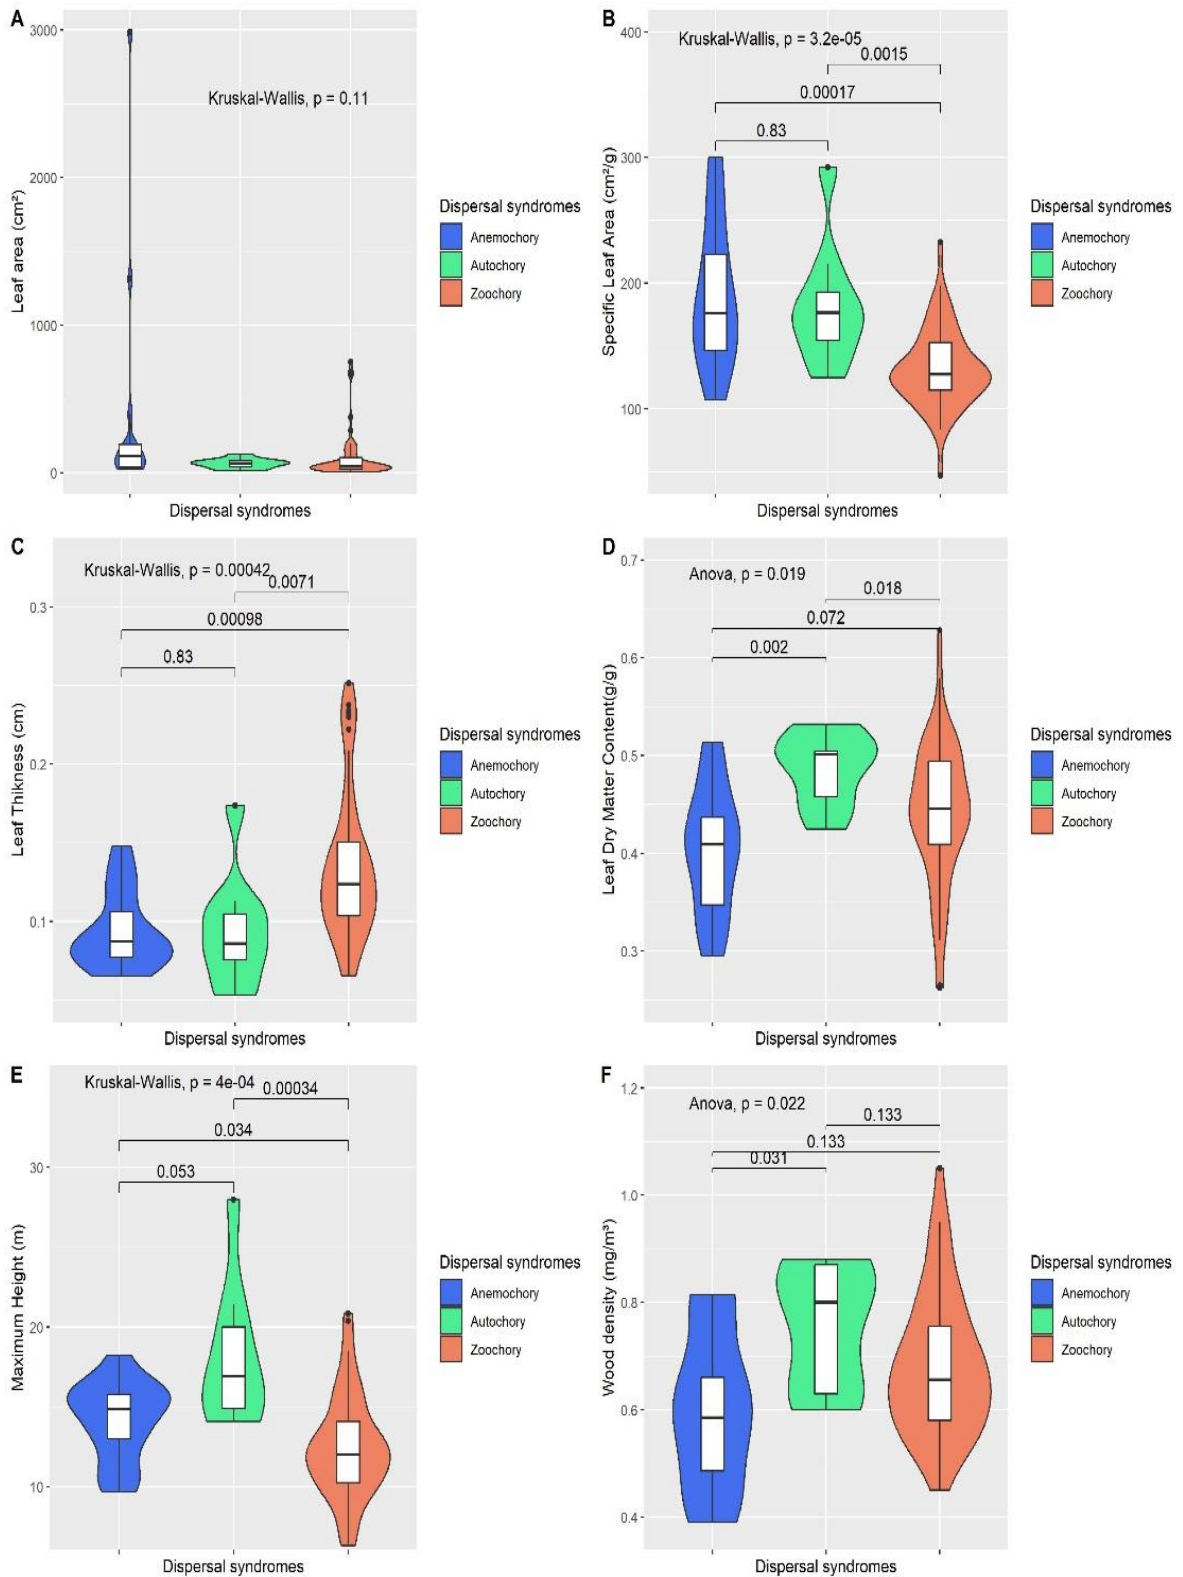 A
3000
2000
1000
0
Leaf area (cm²)
Kruskal-Wallis, p = 0.11
Dispersal syndromes
Dispersal syndromes
Anemochory
Autochory
Zoochory
B
400
300
200
100
Specific Leaf Area (cm²/g)
Kruskal-Wallis, p = 3.2e-05
0.0015
0.00017
0.83
Dispersal syndromes
Dispersal syndromes
Anemochory
Autochory
Zoochory
C
0.3
0.2
0.1
Leaf Thikness (cm)
Kruskal-Wallis, p = 0.00042
0.0071
0.00098
0.83
Dispersal syndromes
Dispersal syndromes
Anemochory
Autochory
Zoochory
D
0.7
0.6
0.5
0.4
0.3
Leaf Dry Matter Content(g/g)
Anova, p = 0.019
0.018
0.072
0.002
Dispersal syndromes
Dispersal syndromes
Anemochory
Autochory
Zoochory
E
30
20
10
Maximum Height (m)
Kruskal-Wallis, p = 4e-04
0.00034
0.034
0.053
Dispersal syndromes
Dispersal syndromes
Anemochory
Autochory
Zoochory
F
1.2
1.0
0.8
0.6
0.4
Wood density (mg/m³)
Anova, p = 0.022
0.133
0.133
0.031
Dispersal syndromes
Dispersal syndromes
Anemochory
Autochory
Zoochory